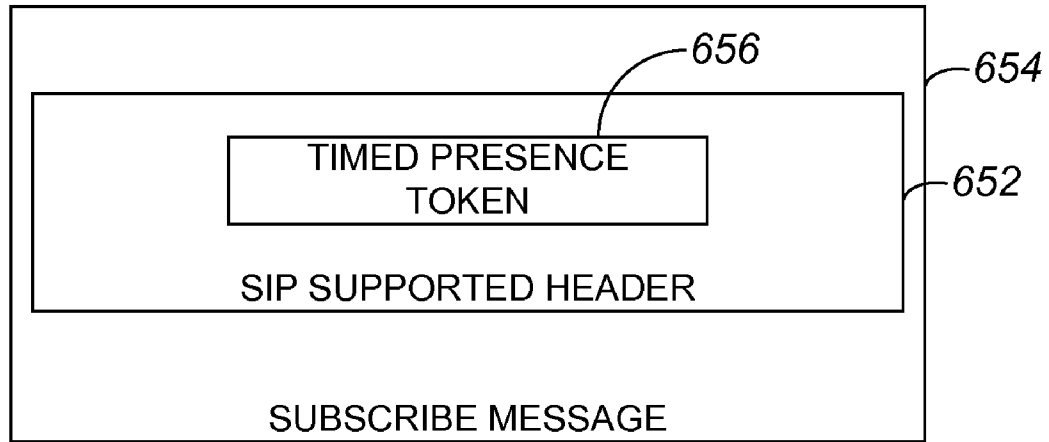 656
654
TIMED PRESENCE
TOKEN
652
SIP SUPPORTED HEADER
SUBSCRIBE MESSAGE